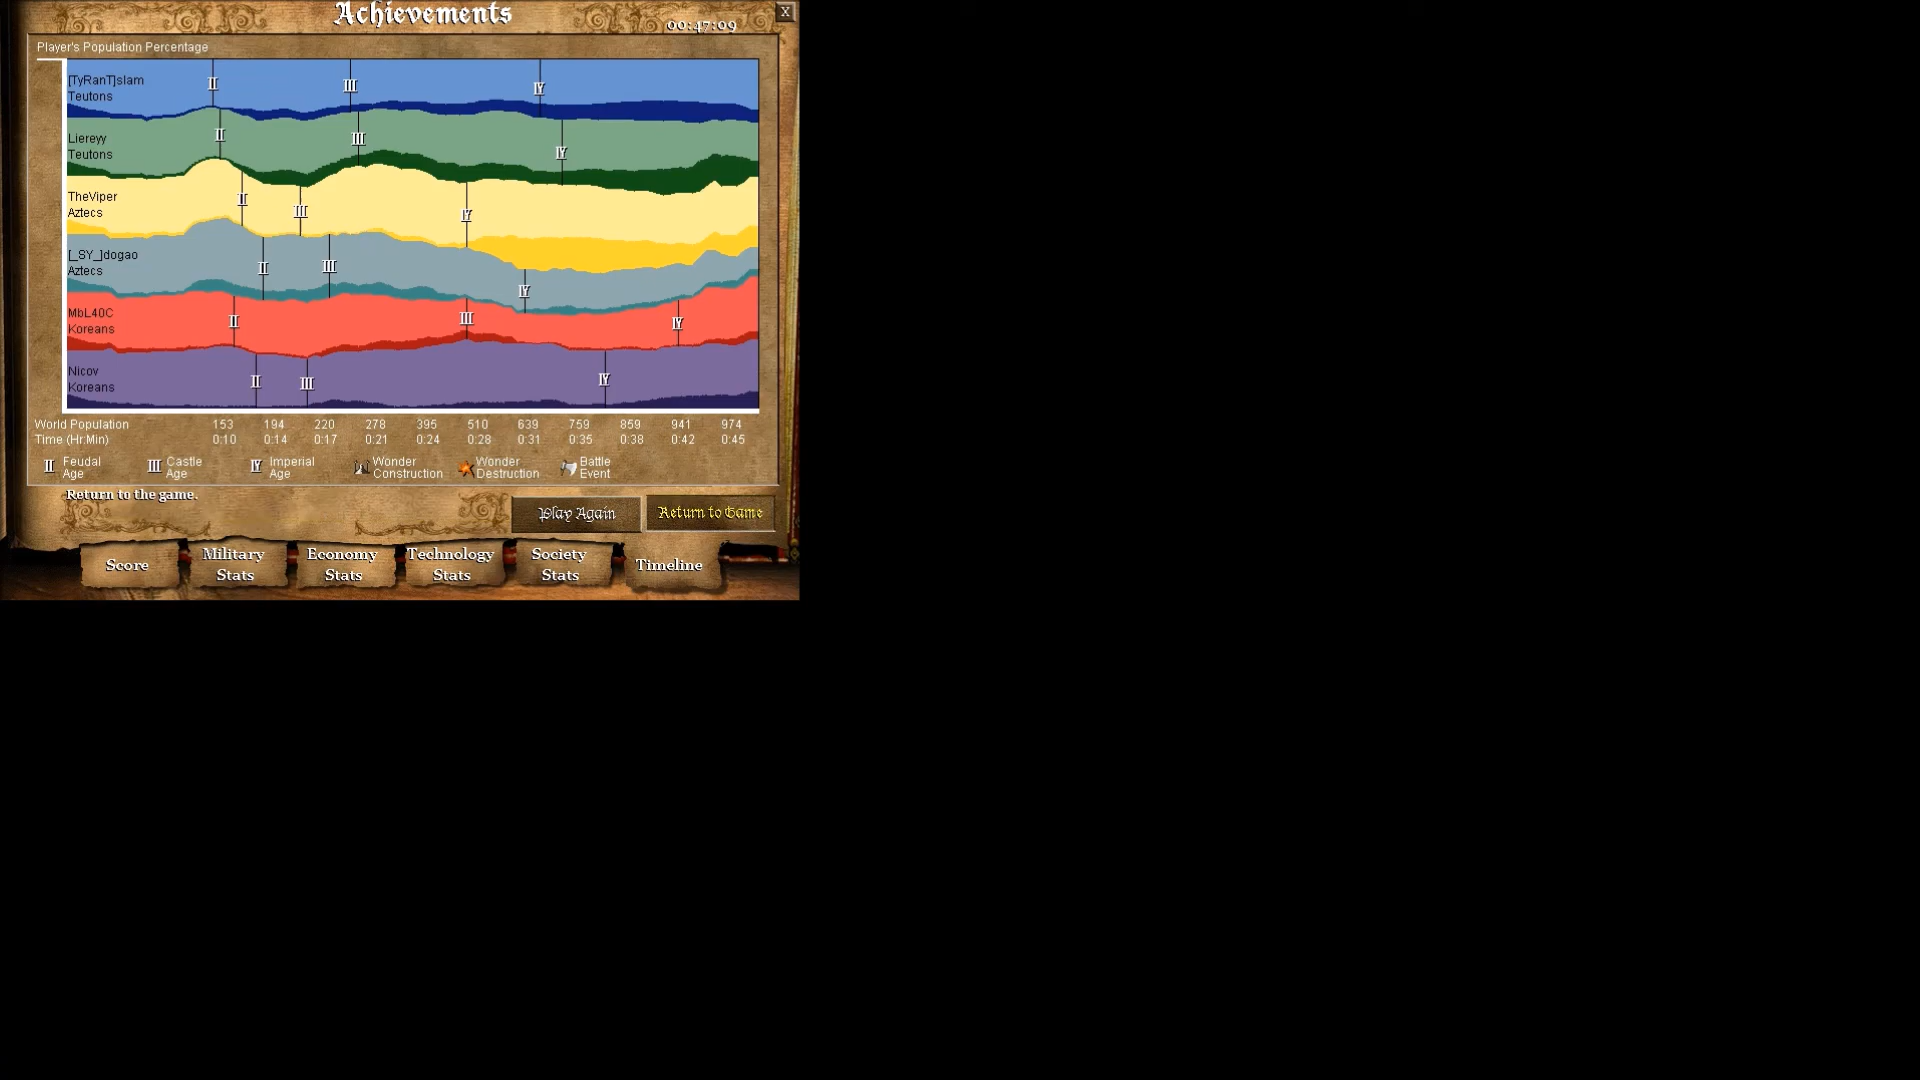 Achievements
00:47:09
X
Player's Population Percentage
[TyRanT]slam
Teutons
II
III
IV
Liereyy
Teutons
II
III
IV
TheViper
Aztecs
II
III
IV
[_SY_]dogao
Aztecs
II
III
IV
MbL40C
Koreans
II
III
IV
Nicov
Koreans
II
III
IV
World Population 153 194 220 278 395 510 639 759 859 941 974
Time (Hr:Min) 0:10 0:14 0:17 0:21 0:24 0:28 0:31 0:35 0:38 0:42 0:45
II Feudal Age
III Castle Age
IV Imperial Age
Wonder Construction
Wonder Destruction
Battle Event
Return to the game.
Play Again
Return to Game
Score
Military Stats
Economy Stats
Technology Stats
Society Stats
Timeline